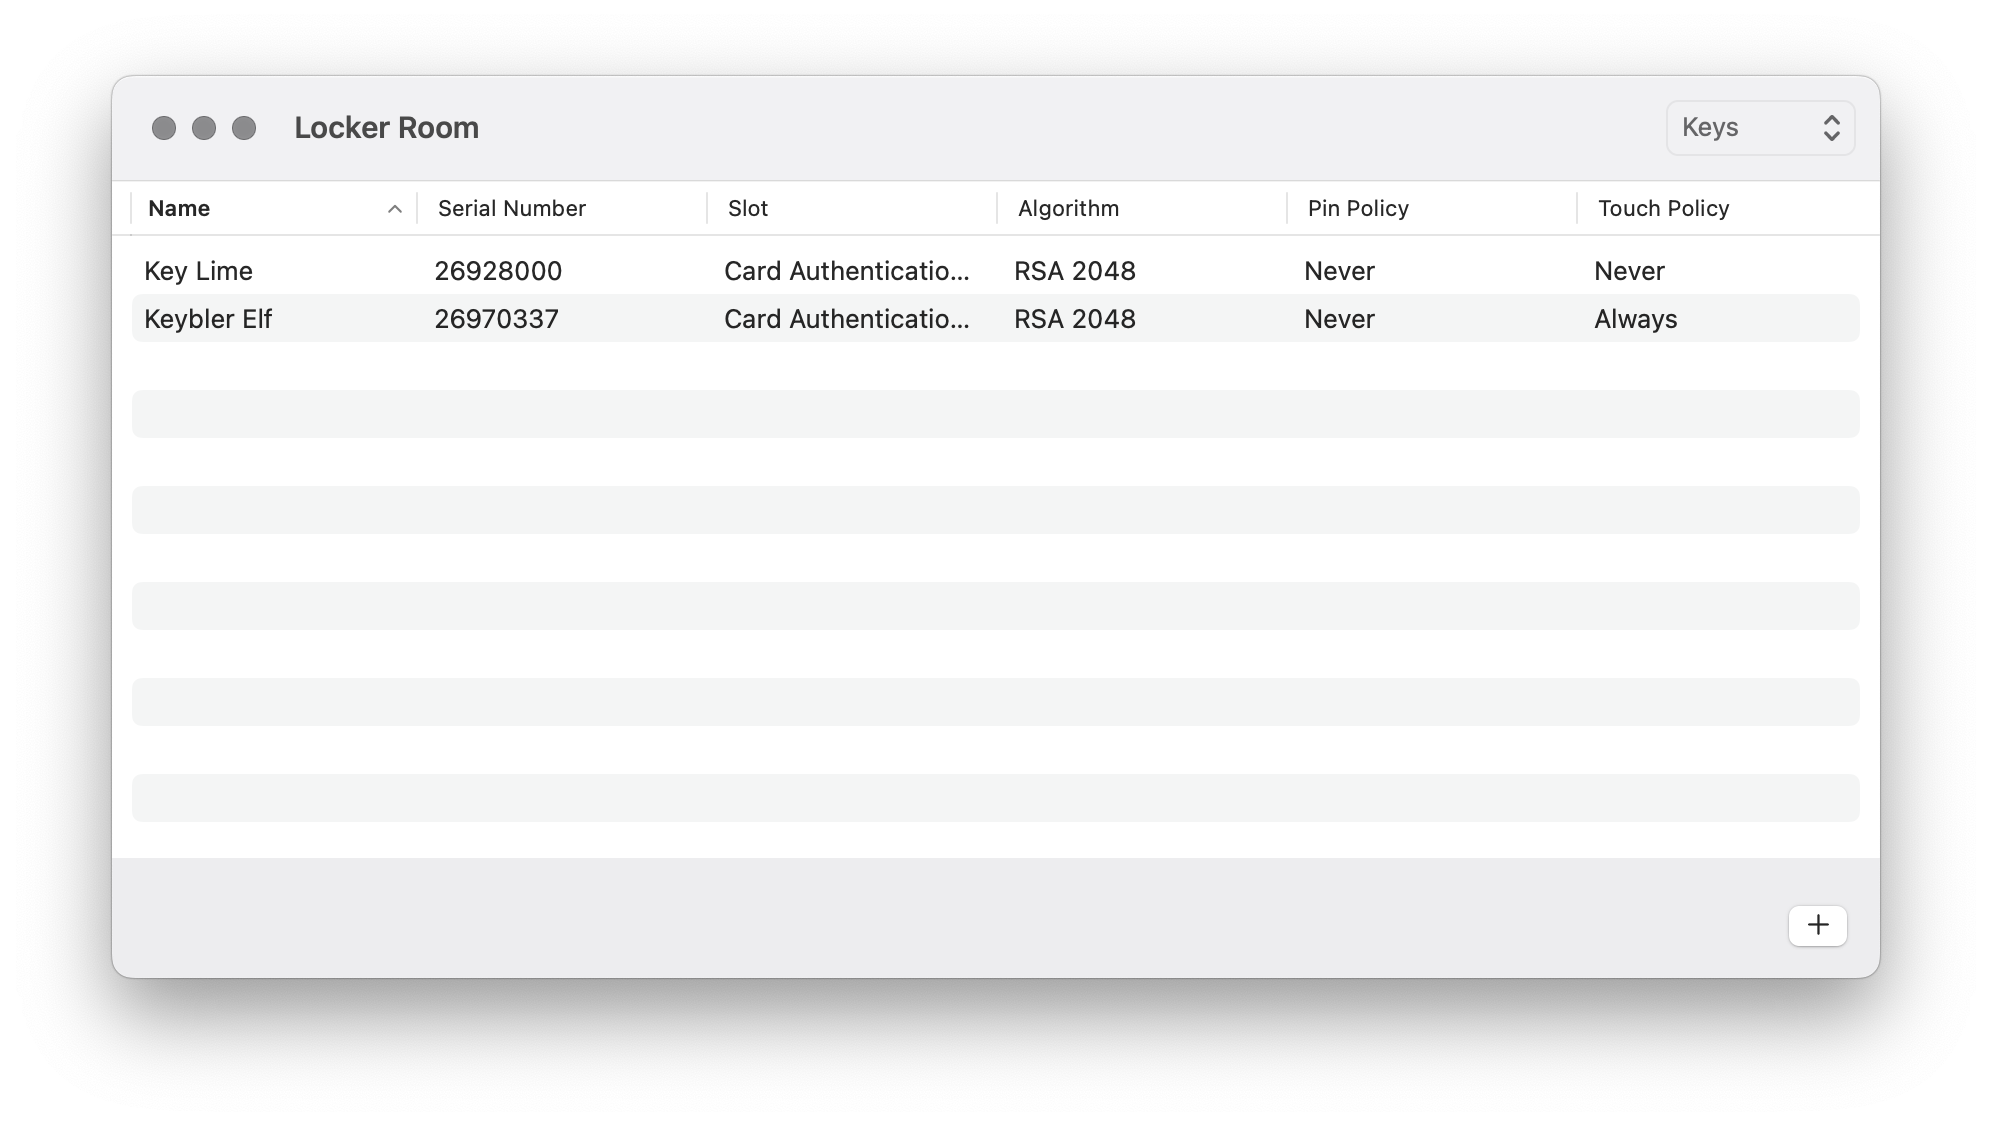 Locker Room Keys
Name Serial Number Slot Algorithm Pin Policy Touch Policy
Key Lime 26928000 Card Authenticatio... RSA 2048 Never Never
Keybler Elf 26970337 Card Authenticatio... RSA 2048 Never Always
+